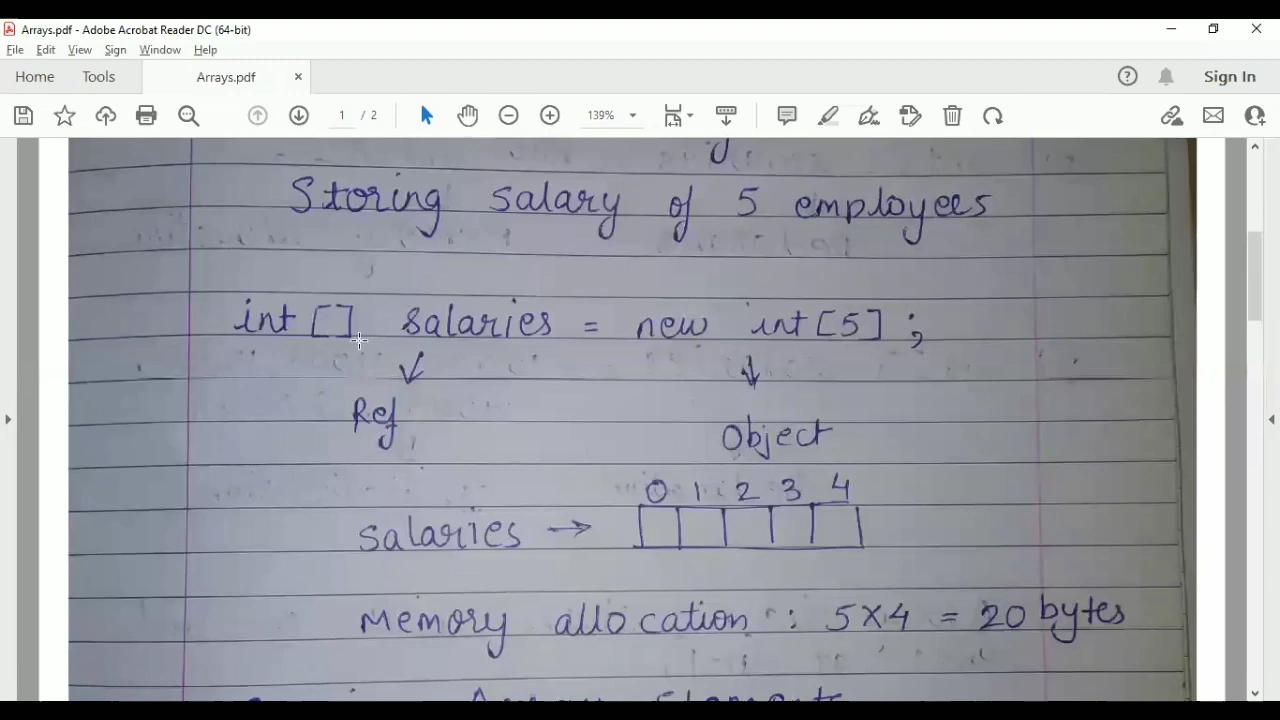 Arrays.pdf - Adobe Acrobat Reader DC (64-bit)
File Edit View Sign Window Help
Home Tools Arrays.pdf Sign In
1 / 2 139%
Storing salary of 5 employees
int [] salaries = new int [5] ;
Ref
Object
0 1 2 3 4
salaries →
Memory allocation : 5 X 4 = 20 bytes